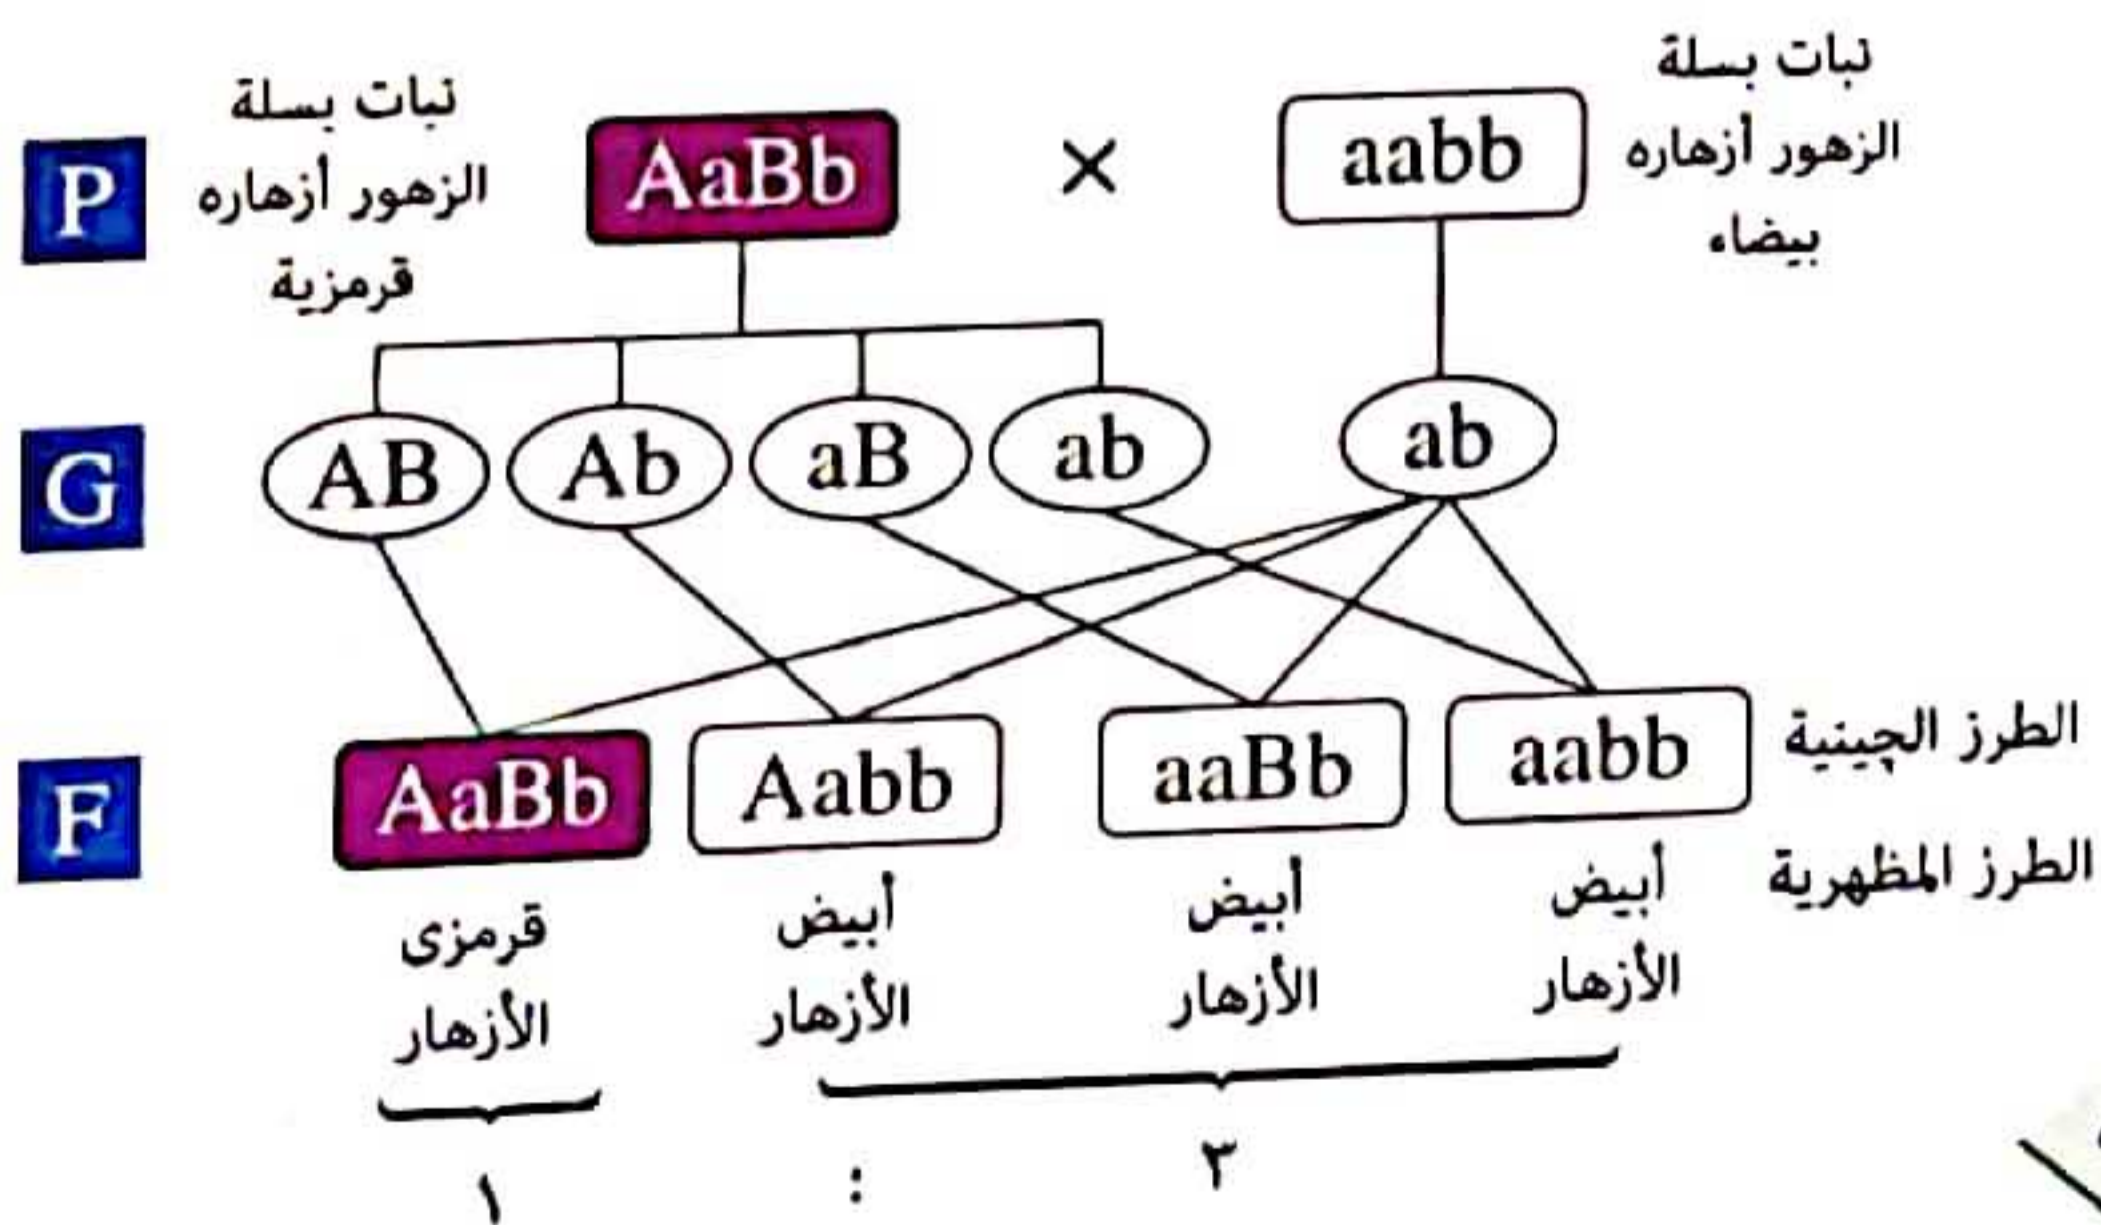 P
نبات بسلة
الزهور أزهاره
قرمزية
AaBb
×
aabb
نبات بسلة
الزهور أزهاره
بيضاء
G
AB Ab aB ab ab
F
AaBb Aabb aaBb aabb
الطرز الچينية
الطرز المظهرية
قرمزى
الأزهار
أبيض
الأزهار
أبيض
الأزهار
أبيض
الأزهار
١ : ٣